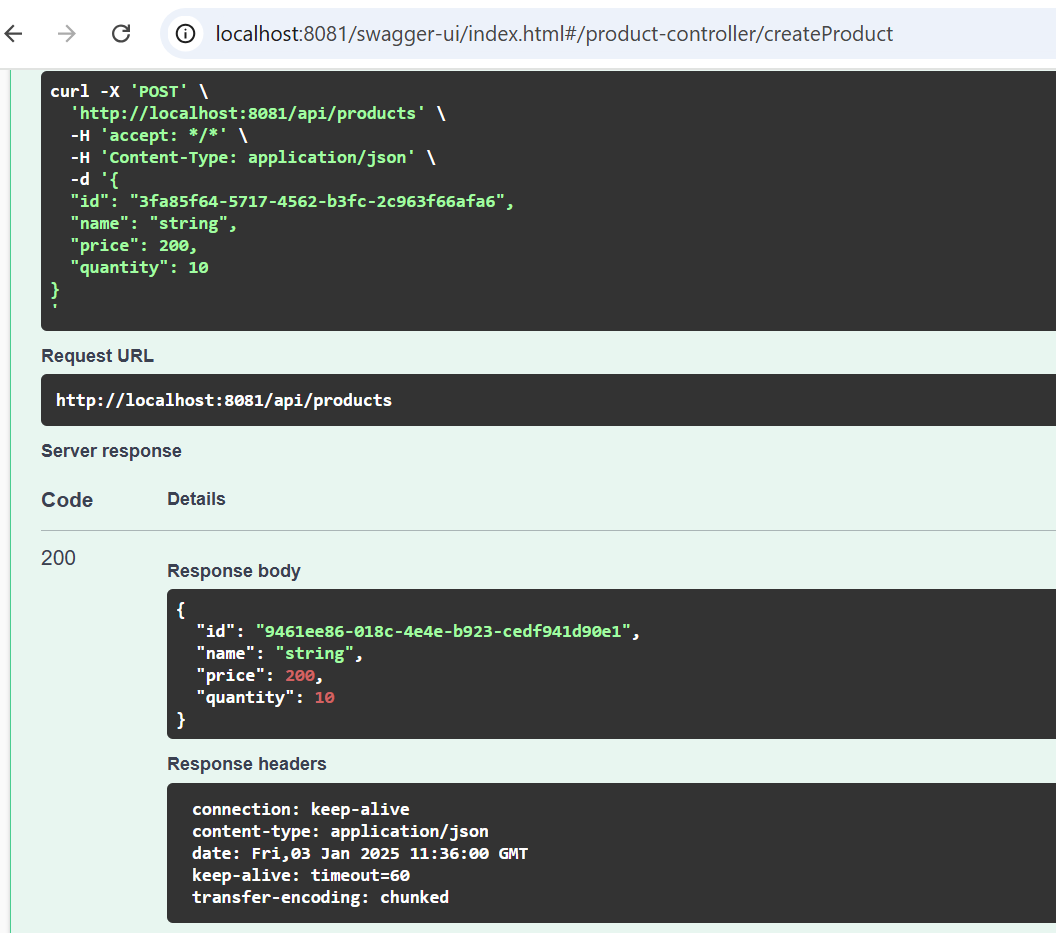 localhost:8081/swagger-ui/index.html#/product-controller/createProduct
curl -X 'POST' \
  'http://localhost:8081/api/products' \
  -H 'accept: */*' \
  -H 'Content-Type: application/json' \
  -d '{
  "id": "3fa85f64-5717-4562-b3fc-2c963f66afa6",
  "name": "string",
  "price": 200,
  "quantity": 10
}
'
Request URL
http://localhost:8081/api/products
Server response
Code Details
200
Response body
{
  "id": "9461ee86-018c-4e4e-b923-cedf941d90e1",
  "name": "string",
  "price": 200,
  "quantity": 10
}
Response headers
connection: keep-alive
content-type: application/json
date: Fri,03 Jan 2025 11:36:00 GMT
keep-alive: timeout=60
transfer-encoding: chunked